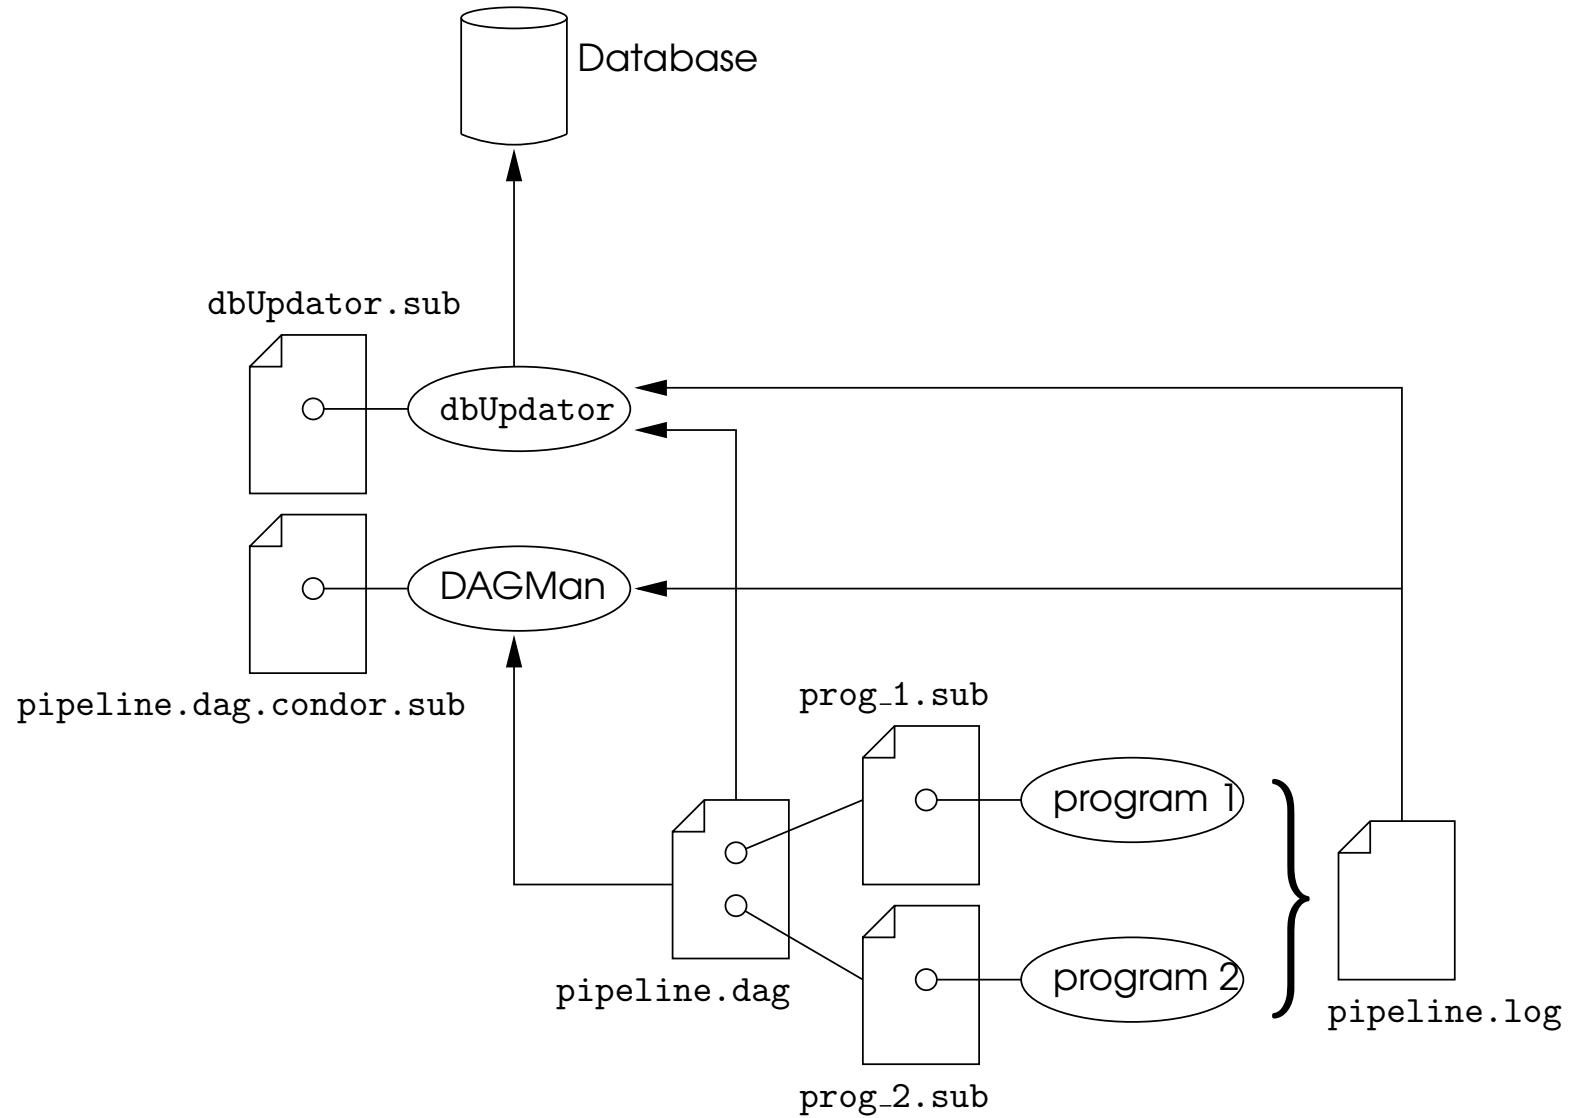 Database
dbUpdator.sub
dbUpdator
DAGMan
pipeline.dag.condor.sub
prog_1.sub
program 1
pipeline.dag
program 2
pipeline.log
prog_2.sub